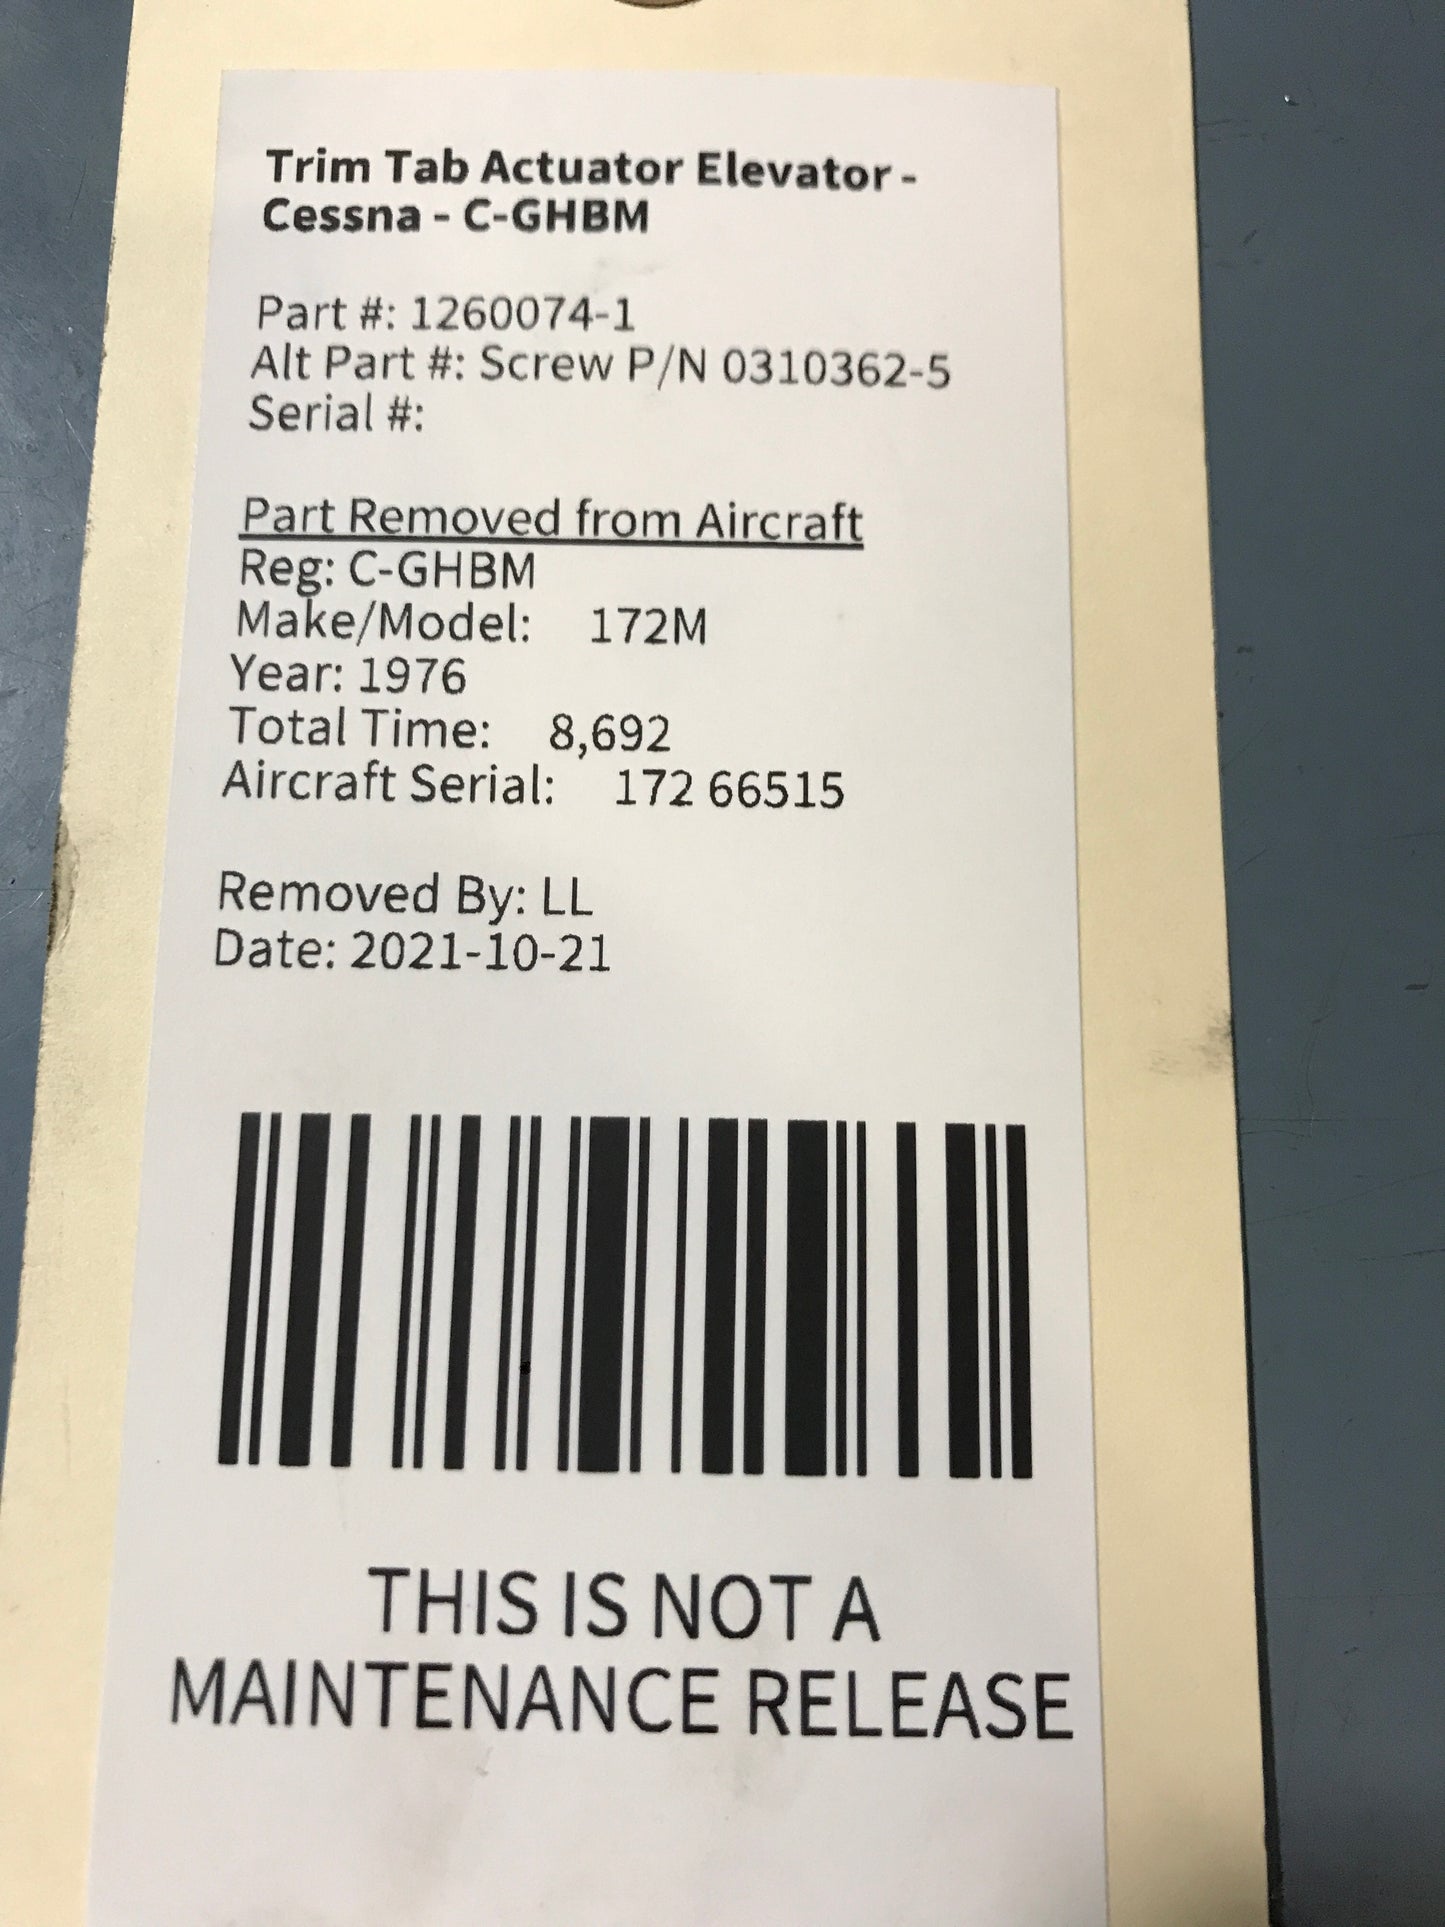 Trim Tab Actuator Elevator -
Cessna - C-GHBM
Part #: 1260074-1
Alt Part #: Screw P/N 0310362-5
Serial #:
Part Removed from Aircraft
Reg: C-GHBM
Make/Model: 172M
Year: 1976
Total Time: 8,692
Aircraft Serial: 172 66515
Removed By: LL
Date: 2021-10-21
THIS IS NOT A
MAINTENANCE RELEASE